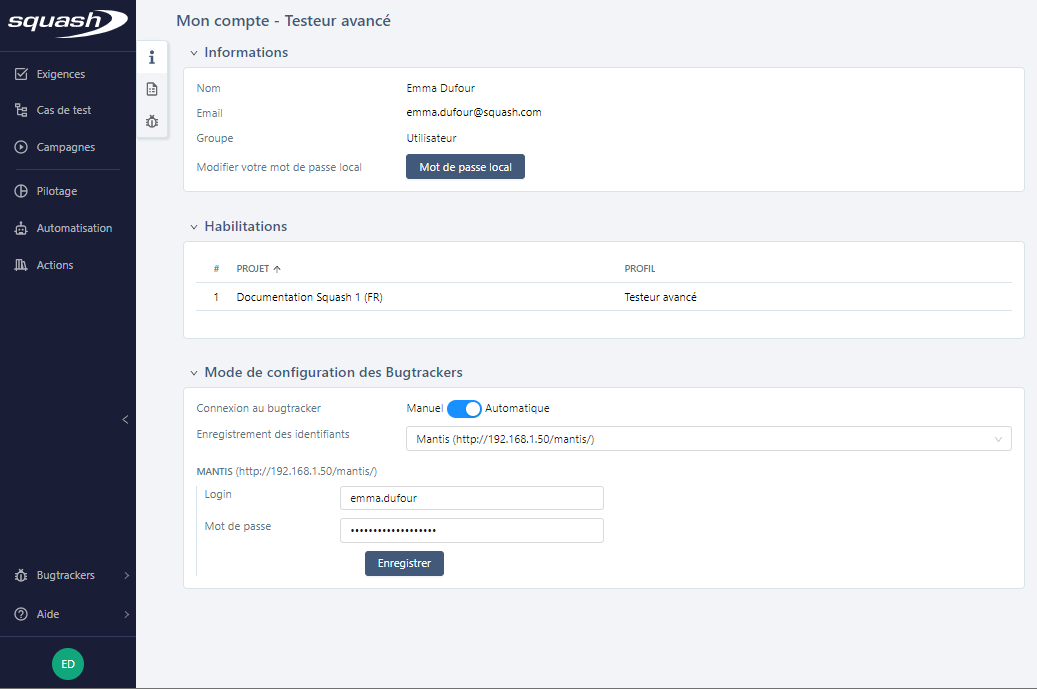 squash
Mon compte - Testeur avancé
Exigences
Cas de test
Campagnes
Pilotage
Automatisation
Actions
Bugtrackers
Aide
ED
Informations
Nom Emma Dufour
Email emma.dufour@squash.com
Groupe Utilisateur
Modifier votre mot de passe local Mot de passe local
Habilitations
# PROJET PROFIL
1 Documentation Squash 1 (FR) Testeur avancé
Mode de configuration des Bugtrackers
Connexion au bugtracker Manuel Automatique
Enregistrement des identifiants Mantis (http://192.168.1.50/mantis/)
MANTIS (http://192.168.1.50/mantis/)
Login emma.dufour
Mot de passe •••••••••••••••••••
Enregistrer